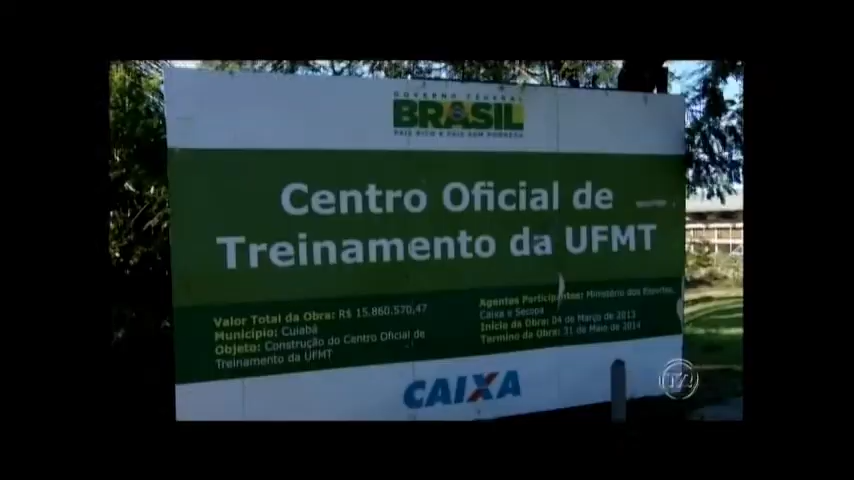 GOVERNO FEDERAL
BRASIL
PAÍS RICO É PAÍS SEM POBREZA
Centro Oficial de
Treinamento da UFMT
Valor Total da Obra: R$ 15.860.570,47
Município: Cuiabá
Objeto: Construção do Centro Oficial de
Treinamento da UFMT
Agentes Participantes: Ministério dos Esportes,
Caixa e Secopa
Início da Obra: 04 de Março de 2013
Termino da Obra: 31 de Maio de 2014
CAIXA